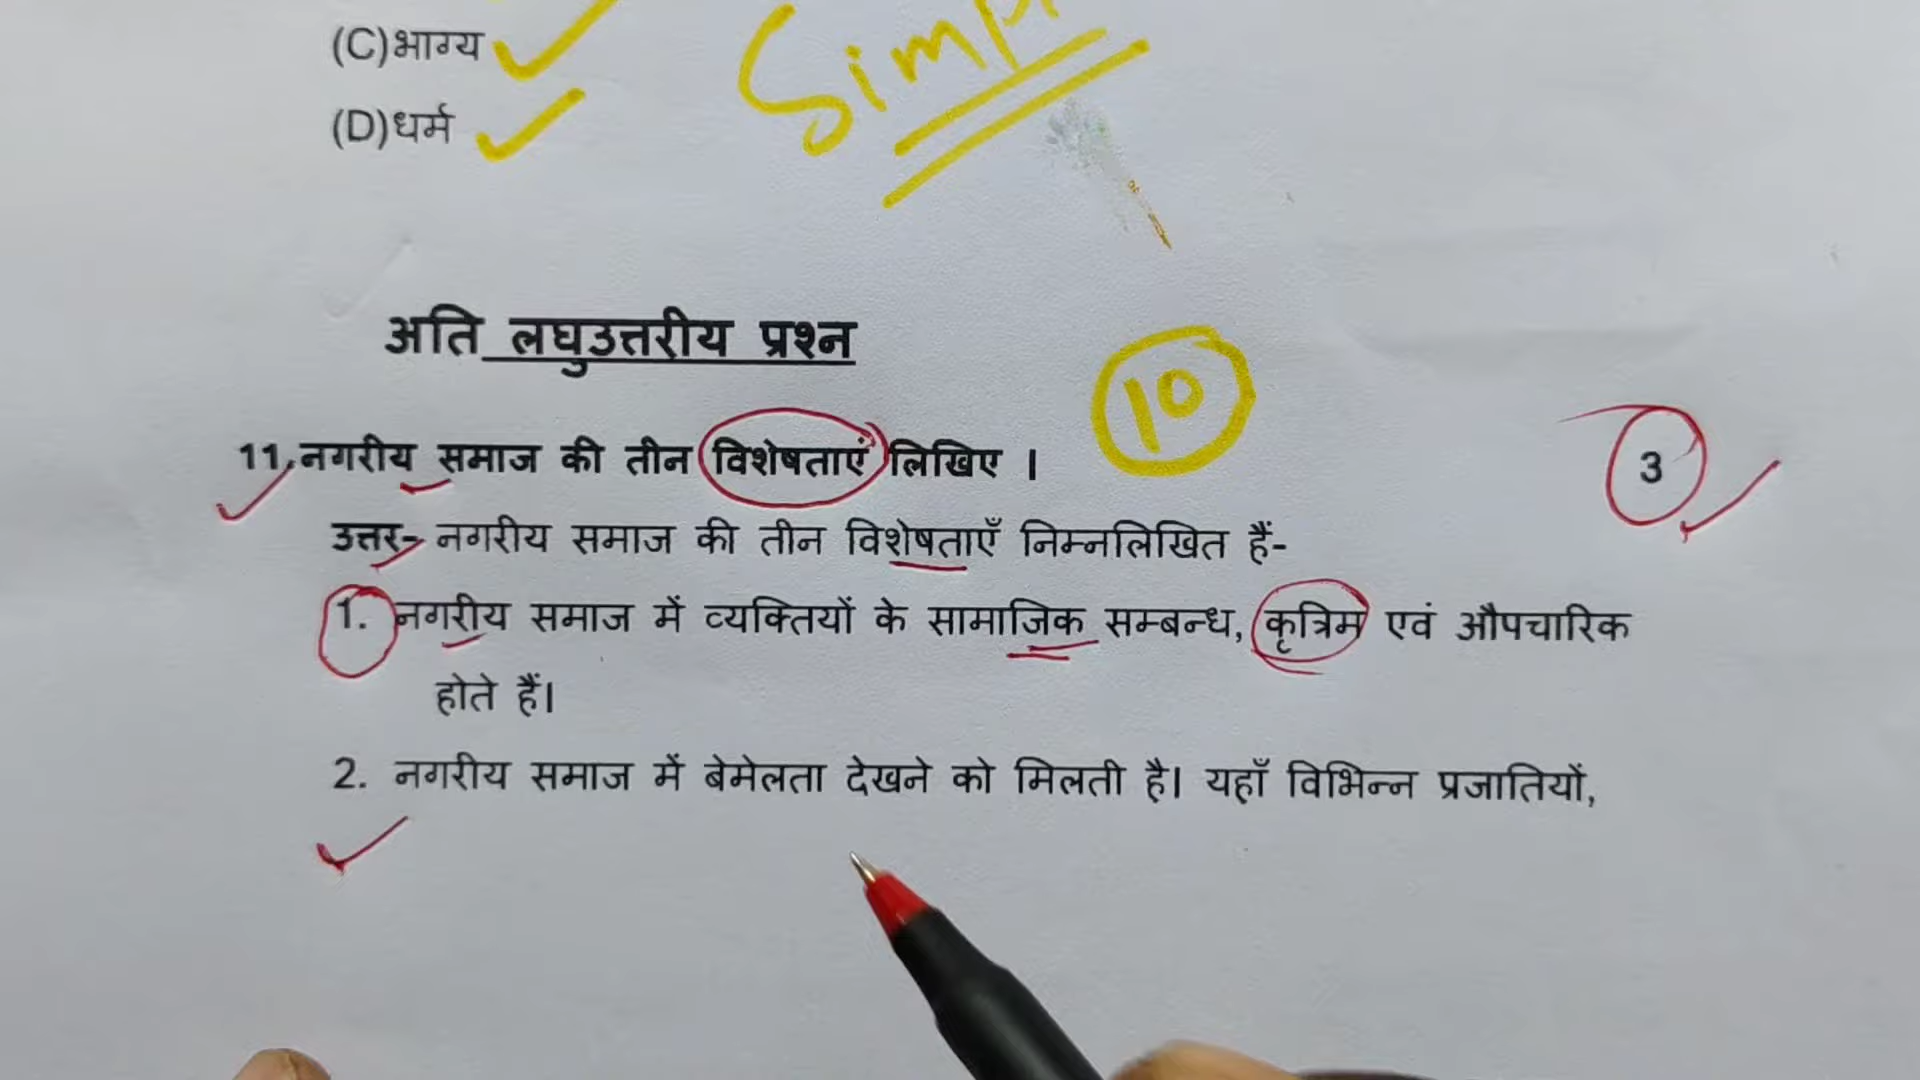 (C)भाग्य
(D)धर्म
अति लघुउत्तरीय प्रश्न
10
11,नगरीय समाज की तीन विशेषताएं लिखिए । 3
उत्तर- नगरीय समाज की तीन विशेषताएँ निम्नलिखित हैं-
1. नगरीय समाज में व्यक्तियों के सामाजिक सम्बन्ध, कृत्रिम एवं औपचारिक
होते हैं।
2. नगरीय समाज में बेमेलता देखने को मिलती है। यहाँ विभिन्न प्रजातियों,